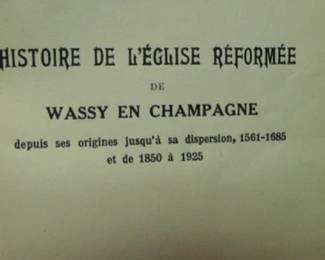 HISTOIRE DE L'ÉGLISE RÉFORMÉE
DE
WASSY EN CHAMPAGNE
depuis ses origines jusqu'à sa dispersion, 1561-1685
et de 1850 à 1925